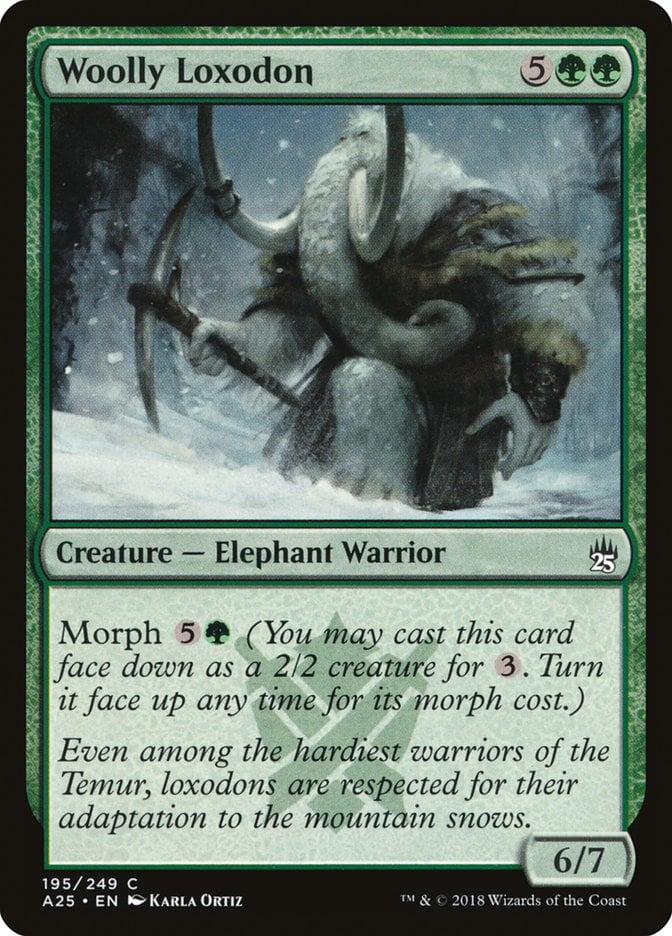 Woolly Loxodon 5
Creature — Elephant Warrior 25
Morph 5 (You may cast this card
face down as a 2/2 creature for 3. Turn
it face up any time for its morph cost.)
Even among the hardiest warriors of the
Temur, loxodons are respected for their
adaptation to the mountain snows.
6/7
195/249 C
A25 • EN Karla Ortiz ™ & © 2018 Wizards of the Coast